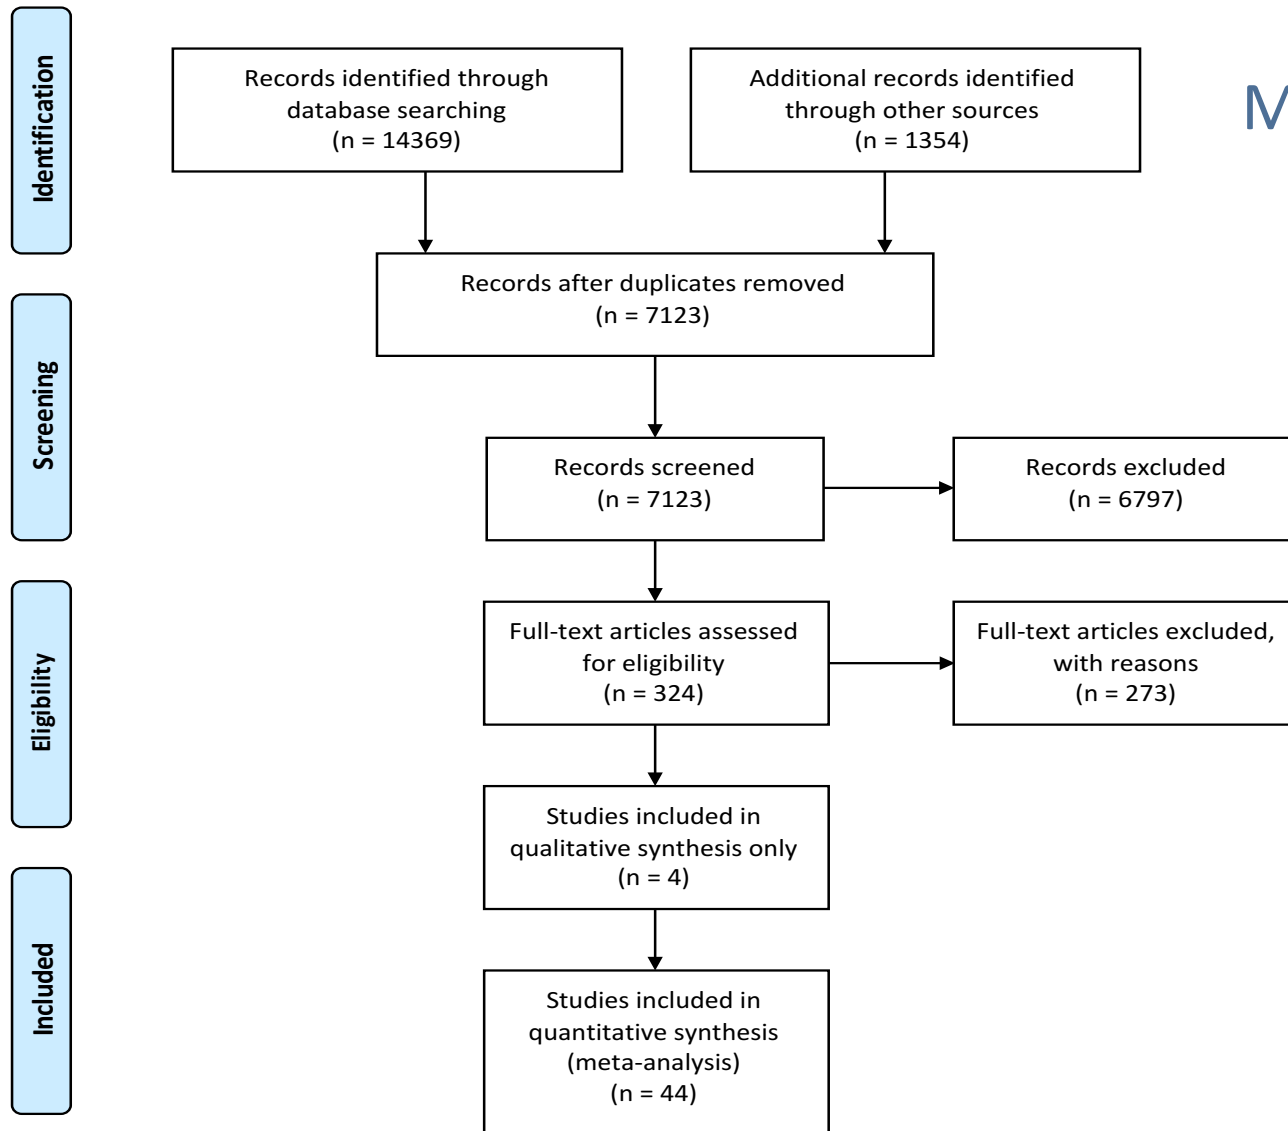 Identification
Records identified through
database searching
(n = 14369)
Additional records identified
through other sources
(n = 1354)
M
Records after duplicates removed
(n = 7123)
Screening
Records screened
(n = 7123)
Records excluded
(n = 6797)
Eligibility
Full-text articles assessed
for eligibility
(n = 324)
Full-text articles excluded,
with reasons
(n = 273)
Studies included in
qualitative synthesis only
(n = 4)
Included
Studies included in
quantitative synthesis
(meta-analysis)
(n = 44)